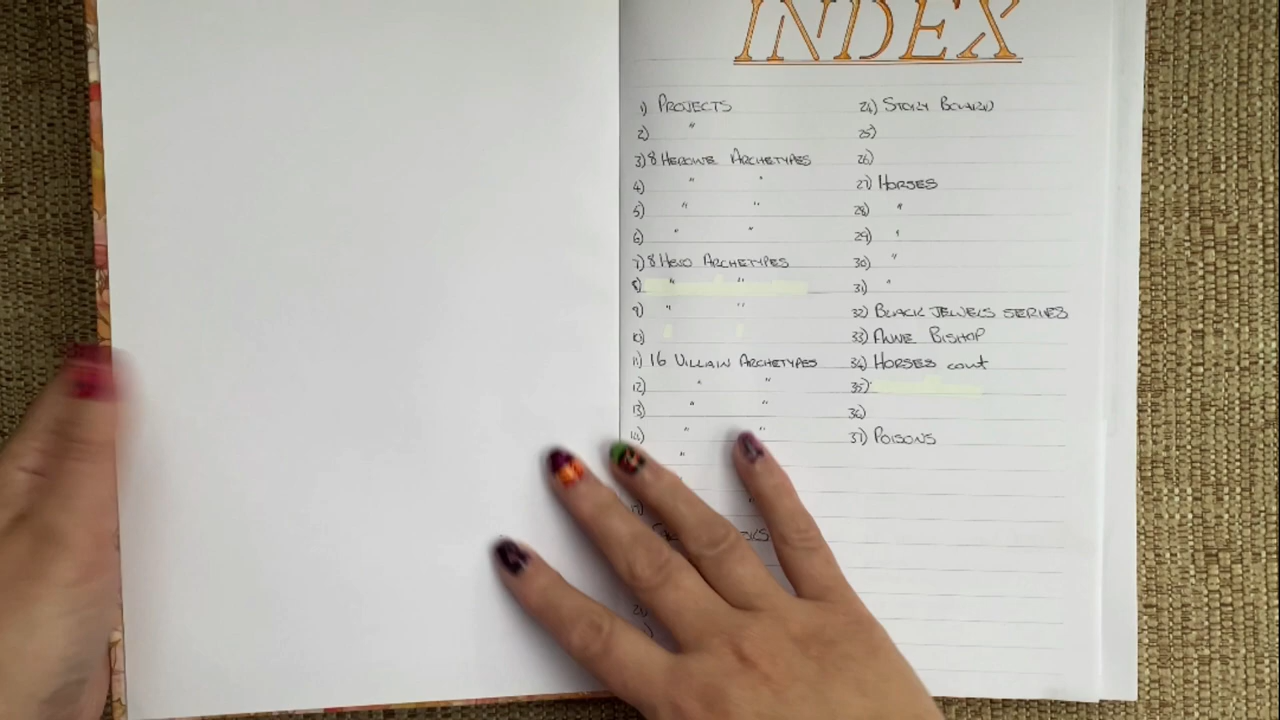 INDEX
1) PROJECTS
2) "
3) 8 HEROINE ARCHETYPES
4) " "
5) " "
6) " "
7) 8 HERO ARCHETYPES
8) " "
9) " "
10)
11) 16 VILLAIN ARCHETYPES
12) " "
13) " "
14) " "
"
"
24) STORY BOARD
25)
26)
27) HORSES
28) "
29) "
30) "
31) "
32) BLACK JEWELS SERIES
33) ANNE BISHOP
34) HORSES cont
35)
36)
37) POISONS